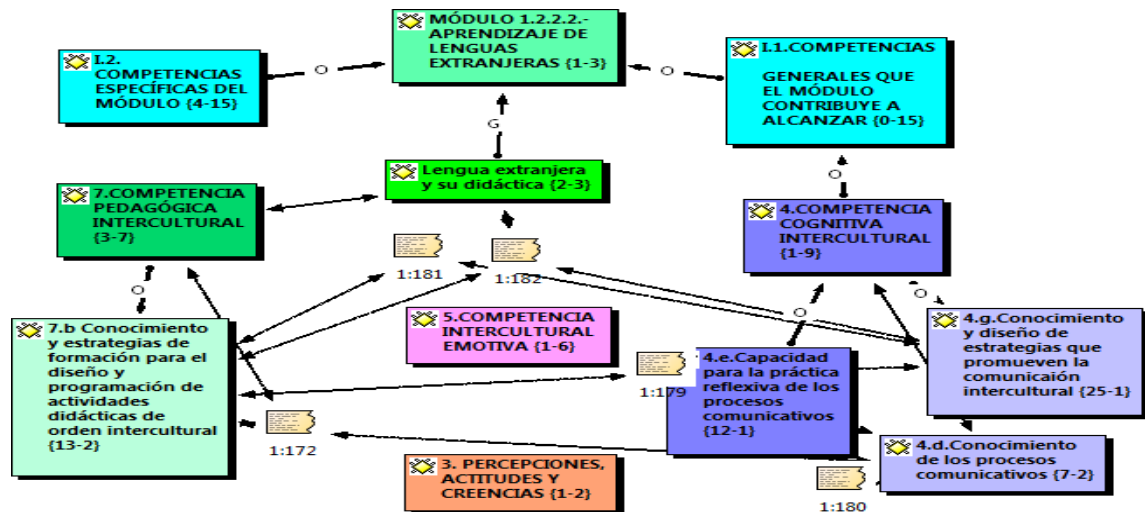 MÓDULO 1.2.2.2.-
APRENDIZAJE DE
LENGUAS
EXTRANJERAS {1-3}
I.2.
COMPETENCIAS
ESPECÍFICAS DEL
MÓDULO {4-15}
I.1.COMPETENCIAS
GENERALES QUE
EL MÓDULO
CONTRIBUYE A
ALCANZAR {0-15}
O
O
G
Lengua extranjera
y su didáctica {2-3}
7.COMPETENCIA
PEDAGÓGICA
INTERCULTURAL
{3-7}
O
4.COMPETENCIA
COGNITIVA
INTERCULTURAL
{1-9}
1:181
1:182
O
O
O
7.b Conocimiento
y estrategias de
formación para el
diseño y
programación de
actividades
didácticas de
orden intercultural
{13-2}
5.COMPETENCIA
INTERCULTURAL
EMOTIVA {1-6}
4.g.Conocimiento
y diseño de
estrategias que
promueven la
comunicaión
intercultural {25-1}
1:179
4.e.Capacidad
para la práctica
reflexiva de los
procesos
comunicativos
{12-1}
1:172
4.d.Conocimiento
de los procesos
comunicativos {7-2}
3. PERCEPCIONES,
ACTITUDES Y
CREENCIAS {1-2}
1:180